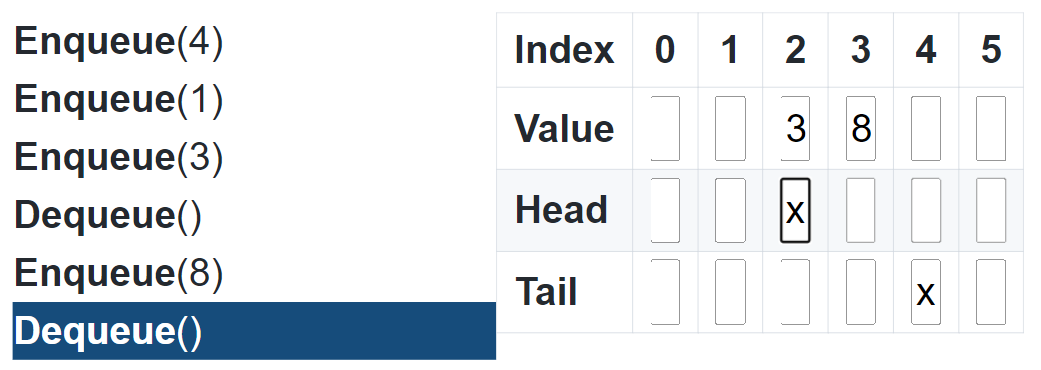 Enqueue(4)
Enqueue(1)
Enqueue(3)
Dequeue()
Enqueue(8)
Dequeue()
Index 0 1 2 3 4 5
Value 3 8
Head x
Tail x